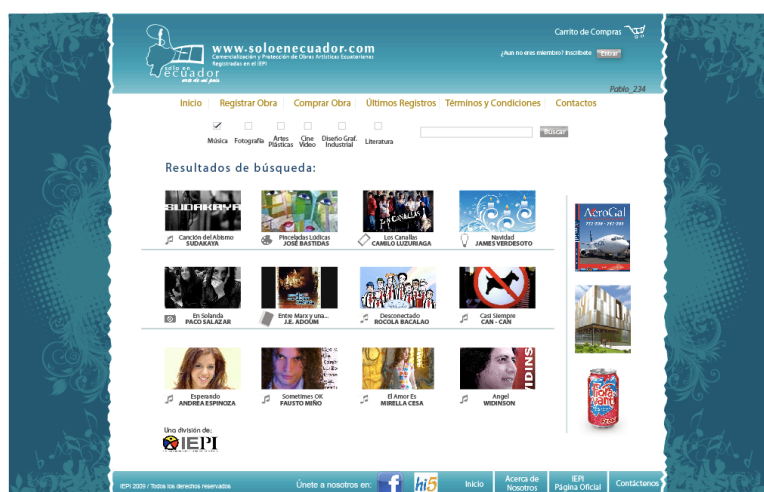 Carrito de Compras
www.soloenecuador.com
Comercialización y Protección de Obras Artísticas Ecuatorianas
Registradas en el IEPI
¿Aun no eres miembro? Inscribete Entrar
solo en
ecuador
arte de mi país
Pablo_234
Inicio Registrar Obra Comprar Obra Últimos Registros Términos y Condiciones Contactos
Música Fotografía Artes Plásticas Cine Video Diseño Graf. Industrial Literatura Buscar
Resultados de búsqueda:
SUDAKAYA
Canción del Abismo
SUDAKAYA
Pinceladas Lúdicas
JOSÉ BASTIDAS
Los Canallas
CAMILO LUZURIAGA
Navidad
JAMES VERDESOTO
AeroGal
En Solanda
PACO SALAZAR
Entre Marx y una...
J.E. ADOUM
Desconectado
ROCOLA BACALAO
Casi Siempre
CAN - CAN
Esperando
ANDREA ESPINOZA
Sometimes OK
FAUSTO MIÑO
El Amor Es
MIRELLA CESA
WIDINS
Angel
WIDINSON
Una división de:
IEPI
IEPI 2009 / Todos los derechos reservados
Únete a nosotros en: f hi5
Inicio
Acerca de
Nosotros
IEPI
Página Oficial
Contáctenos